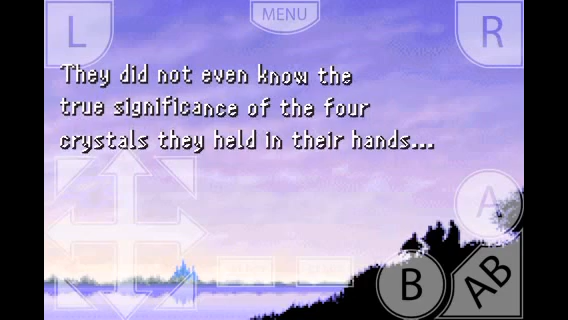 L
MENU
R
They did not even know the
true significance of the four
crystals they held in their hands...
A
B
AB